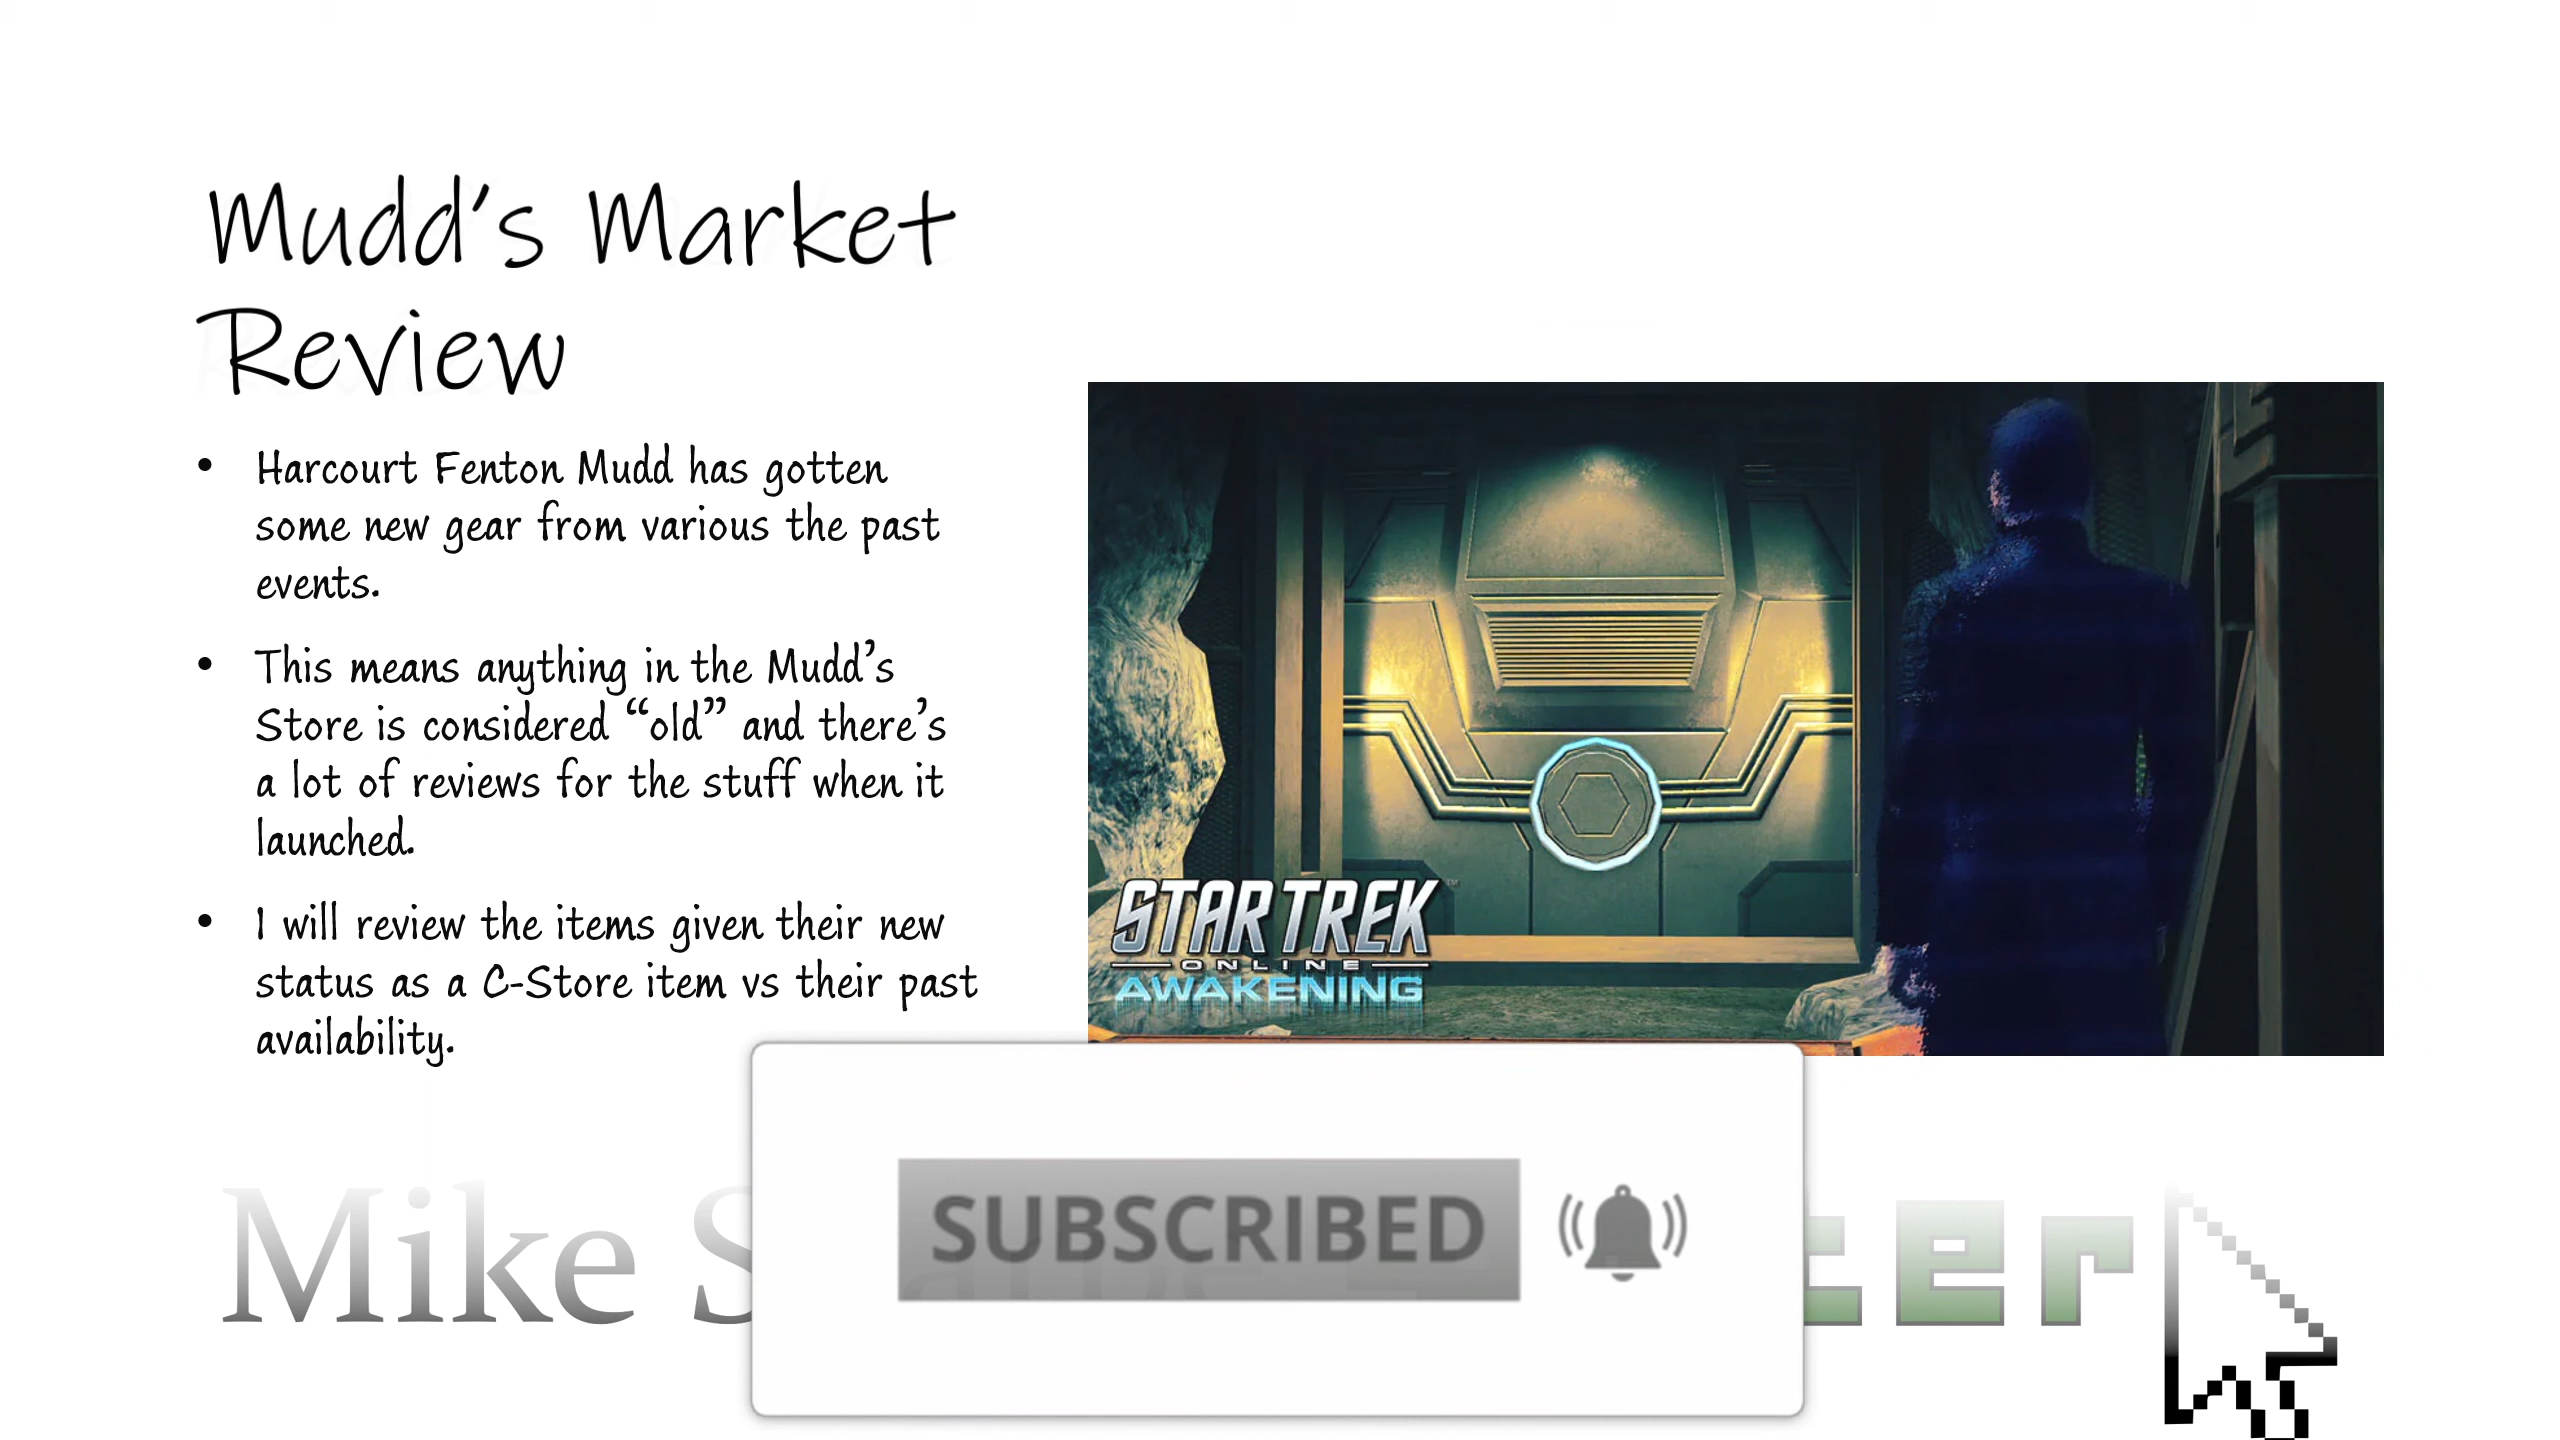 Mudd's Market
Review
• Harcourt Fenton Mudd has gotten
some new gear from various the past
events.
• This means anything in the Mudd's
Store is considered “old” and there's
a lot of reviews for the stuff when it
launched.
• I will review the items given their new
status as a C-Store item vs their past
availability.
STAR TREK
ONLINE
AWAKENING
SUBSCRIBED
Mike